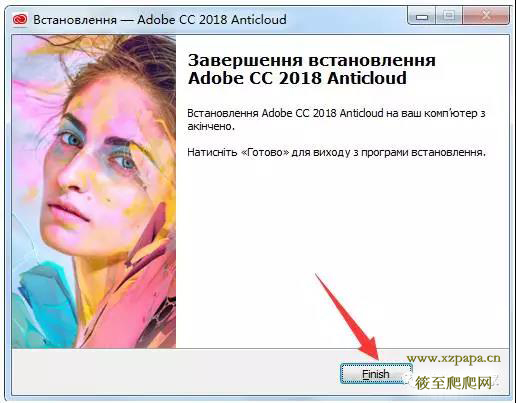 Встановлення — Adobe CC 2018 Anticloud
Завершення встановлення
Adobe CC 2018 Anticloud
Встановлення Adobe CC 2018 Anticloud на ваш комп'ютер з
акінчено.
Натисніть «Готово» для виходу з програми встановлення.
www.xzpapa.cn
Finish
筱至爬爬网